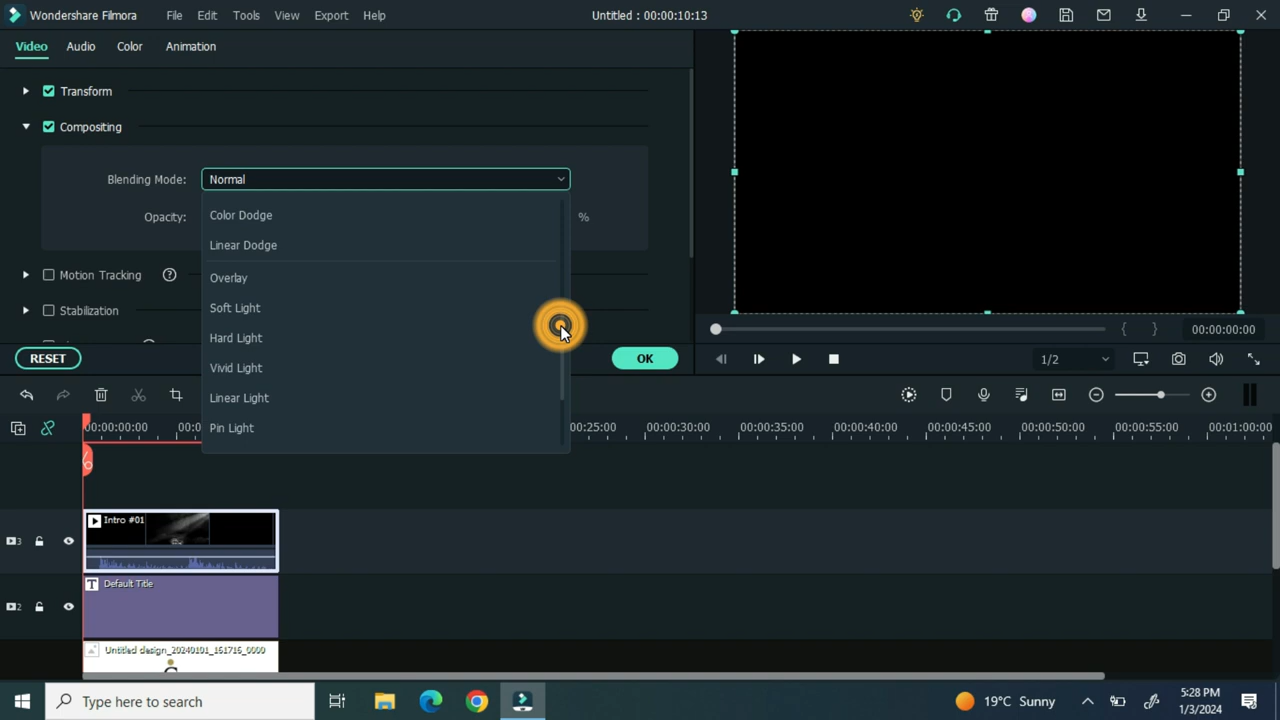 Wondershare Filmora File Edit Tools View Export Help Untitled : 00:00:10:13
Video Audio Color Animation
Transform
Compositing
Blending Mode: Normal
Opacity: %
Color Dodge
Linear Dodge
Overlay
Soft Light
Hard Light
Vivid Light
Linear Light
Pin Light
Motion Tracking
Stabilization
RESET OK
00:00:00:00
1/2
00:00:00:00 00:00:25:00 00:00:30:00 00:00:35:00 00:00:40:00 00:00:45:00 00:00:50:00 00:00:55:00 00:01:00:00
3 Intro #01
2 T Default Title
Untitled design_20240101_151716_0000
Type here to search 19°C Sunny 5:28 PM
1/3/2024